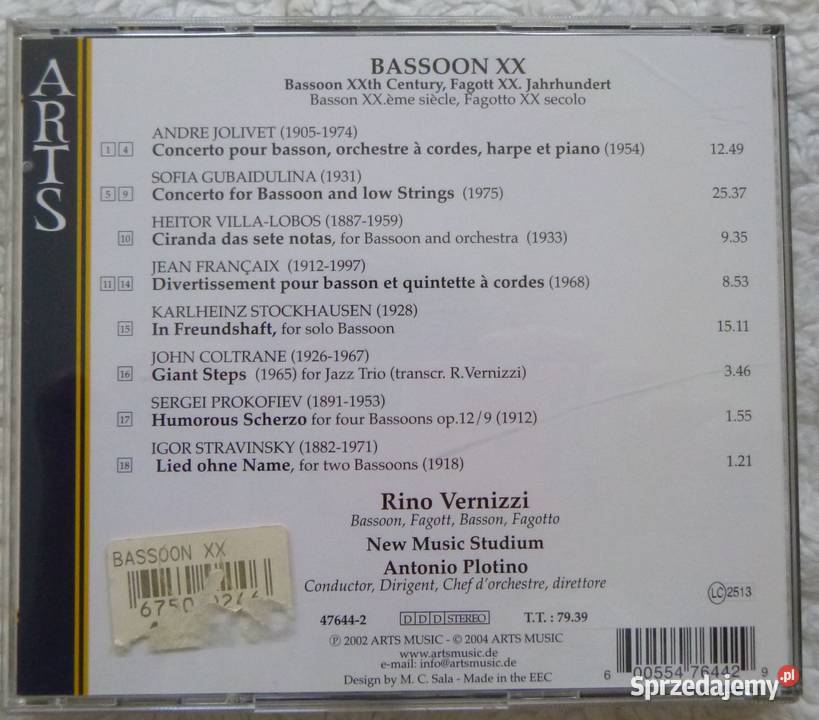 ARTS
BASSOON XX
Bassoon XXth Century, Fagott XX. Jahrhundert
Basson XX.ème siècle, Fagotto XX secolo
ANDRE JOLIVET (1905-1974)
1 4 Concerto pour basson, orchestre à cordes, harpe et piano (1954) 12.49
SOFIA GUBAIDULINA (1931)
5 9 Concerto for Bassoon and low Strings (1975) 25.37
HEITOR VILLA-LOBOS (1887-1959)
10 Ciranda das sete notas, for Bassoon and orchestra (1933) 9.35
JEAN FRANÇAIX (1912-1997)
11 14 Divertissement pour basson et quintette à cordes (1968) 8.53
KARLHEINZ STOCKHAUSEN (1928)
15 In Freundshaft, for solo Bassoon 15.11
JOHN COLTRANE (1926-1967)
16 Giant Steps (1965) for Jazz Trio (transcr. R.Vernizzi) 3.46
SERGEI PROKOFIEV (1891-1953)
17 Humorous Scherzo for four Bassoons op.12/9 (1912) 1.55
IGOR STRAVINSKY (1882-1971)
18 Lied ohne Name, for two Bassoons (1918) 1.21
Rino Vernizzi
Bassoon, Fagott, Basson, Fagotto
New Music Studium
Antonio Plotino
Conductor, Dirigent, Chef d'orchestre, direttore
BASSOON XX
LC 2513
47644-2 DDD STEREO T.T. : 79.39
℗ 2002 ARTS MUSIC - © 2004 ARTS MUSIC
www.artsmusic.de
e-mail: info@artsmusic.de
Design by M. C. Sala - Made in the EEC
6 00554 76442 9
Sprzedajemy.pl